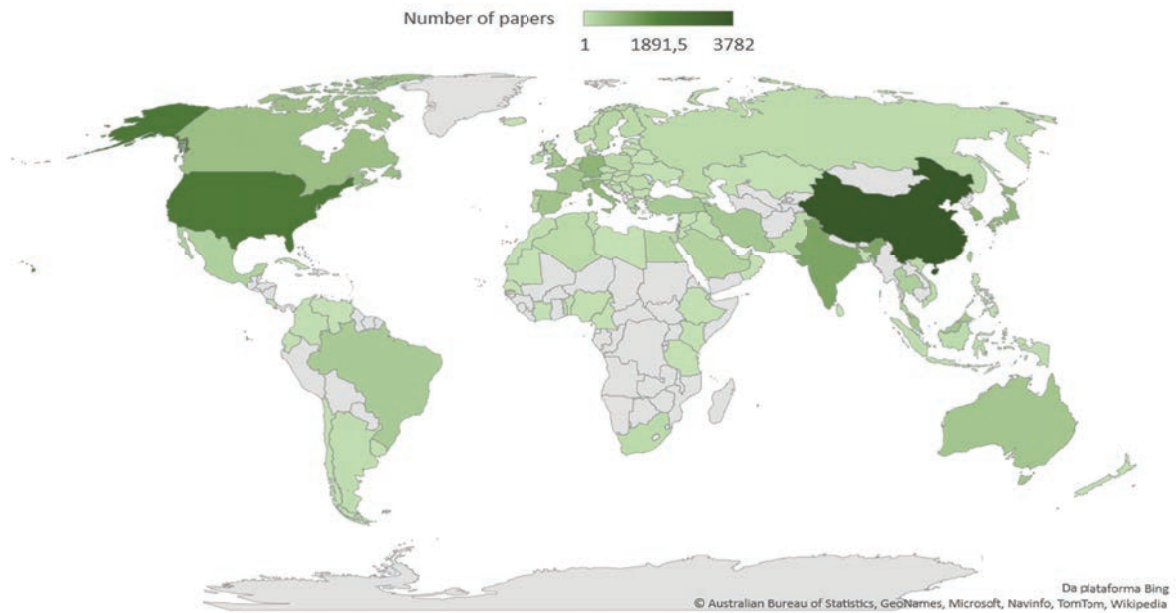 Number of papers
1 1891,5 3782
Da plataforma Bing
© Australian Bureau of Statistics, GeoNames, Microsoft, Navinfo, TomTom, Wikipedia